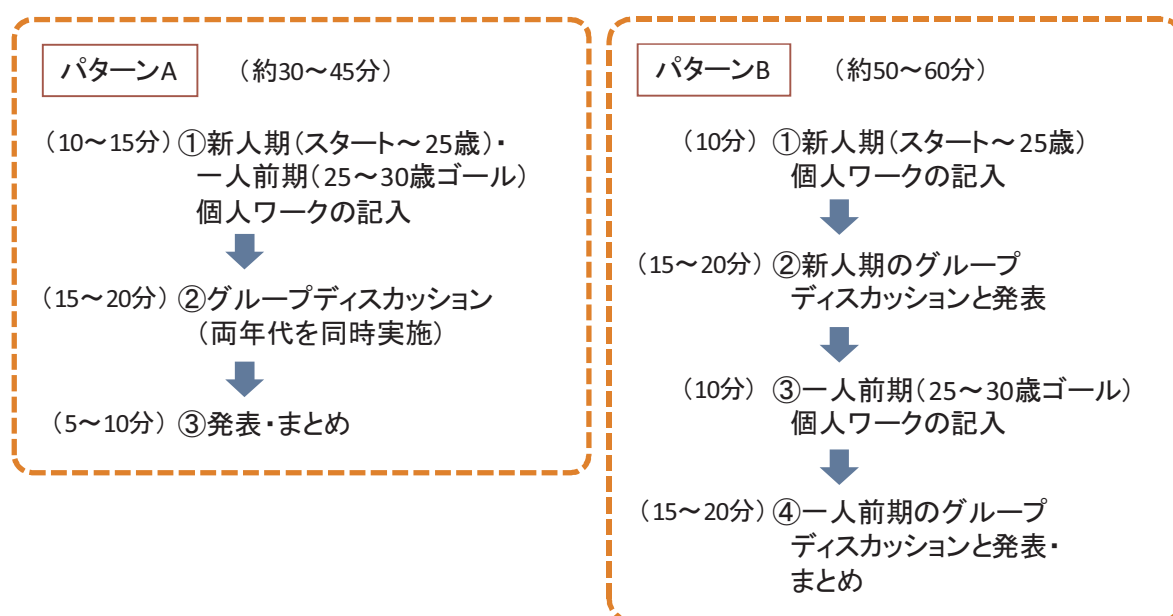 パターンA （約30～45分）
（10～15分）①新人期（スタート～25歳）・
一人前期（25～30歳ゴール）
個人ワークの記入
（15～20分）②グループディスカッション
（両年代を同時実施）
（5～10分）③発表・まとめ
パターンB （約50～60分）
（10分）①新人期（スタート～25歳）
個人ワークの記入
（15～20分）②新人期のグループ
ディスカッションと発表
（10分）③一人前期（25～30歳ゴール）
個人ワークの記入
（15～20分）④一人前期のグループ
ディスカッションと発表・
まとめ